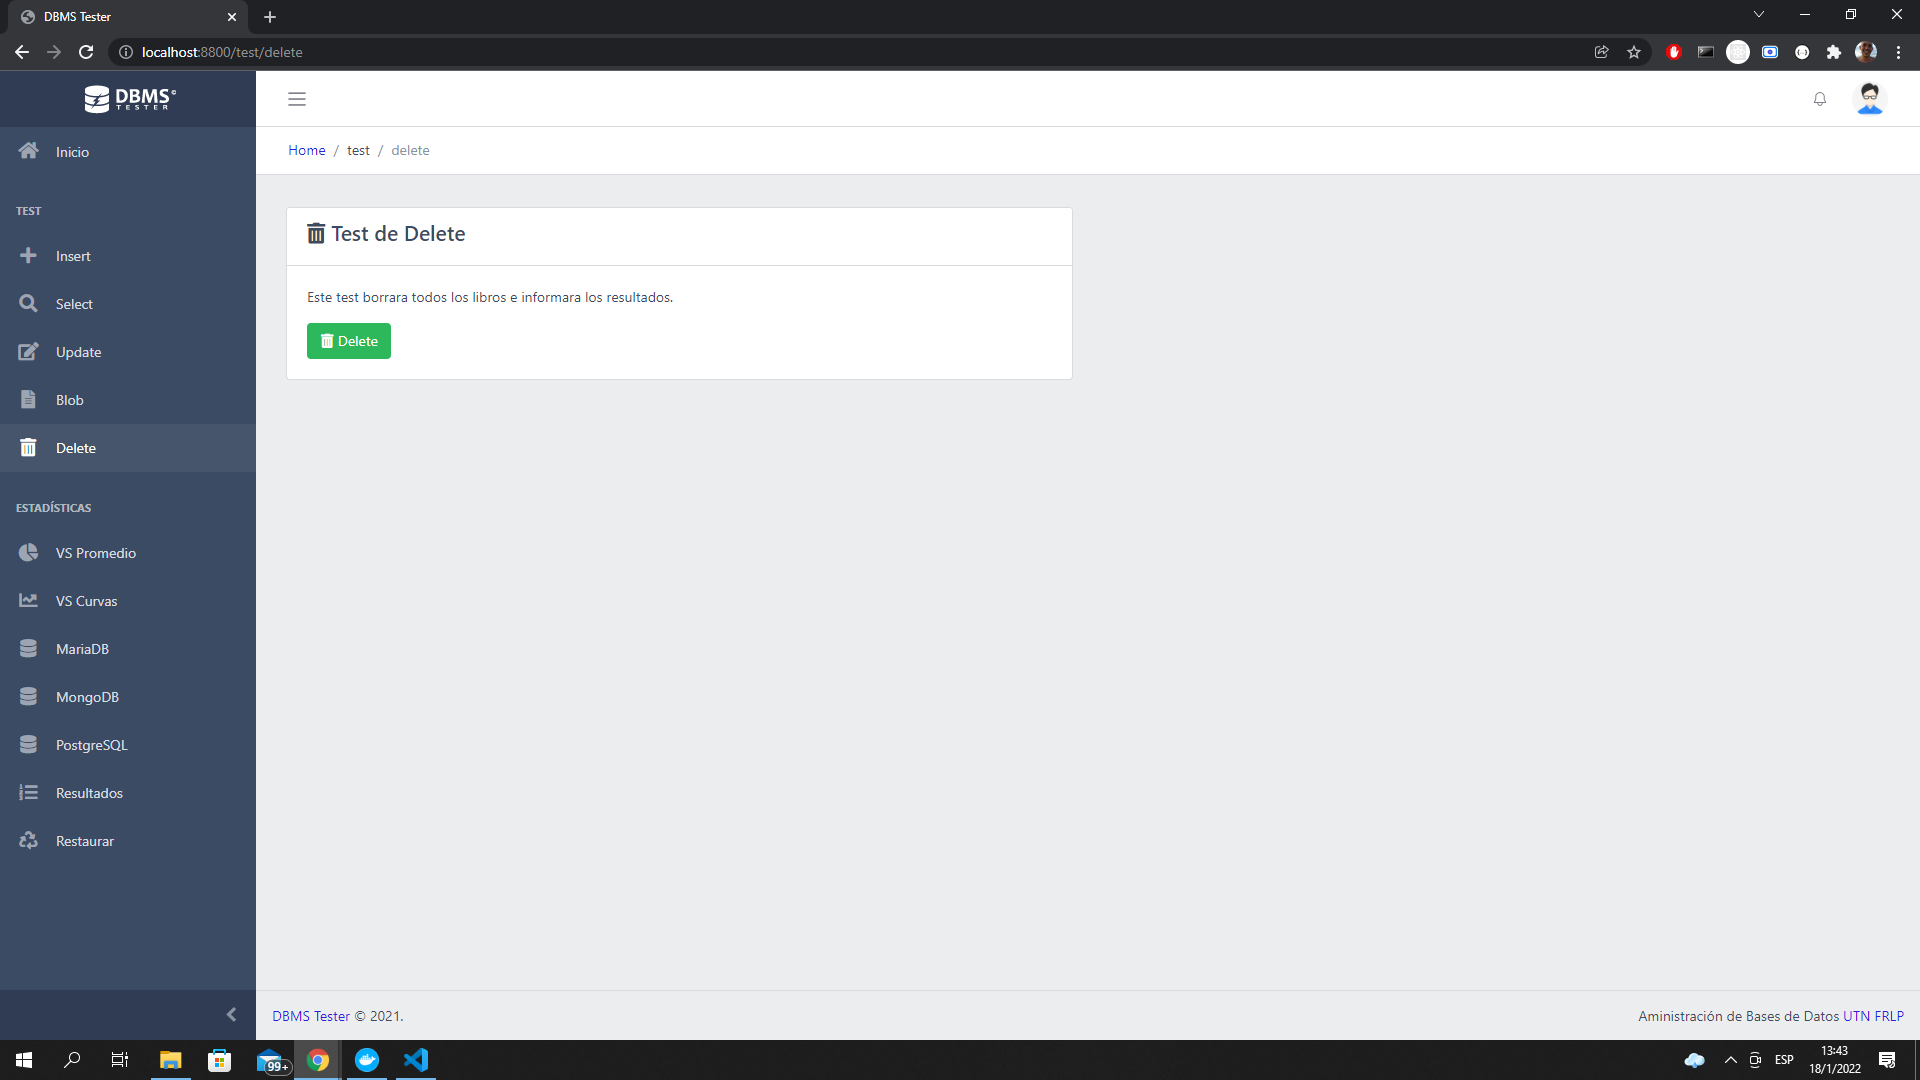 DBMS Tester
localhost:8800/test/delete
DBMS
TESTER
Inicio
TEST
Insert
Select
Update
Blob
Delete
ESTADÍSTICAS
VS Promedio
VS Curvas
MariaDB
MongoDB
PostgreSQL
Resultados
Restaurar
Home / test / delete
Test de Delete
Este test borrara todos los libros e informara los resultados.
Delete
DBMS Tester © 2021.
Aministración de Bases de Datos UTN FRLP
99+
ESP
13:43
18/1/2022